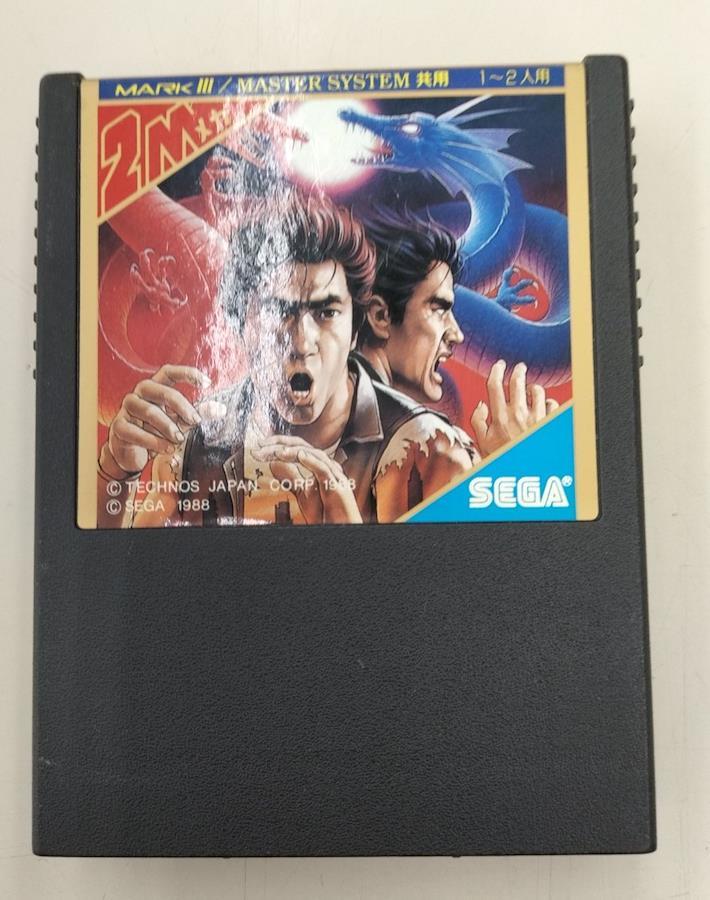 MARK III / MASTER SYSTEM 共用 1〜2人用
2M
© TECHNOS JAPAN CORP. 1988
© SEGA 1988
SEGA®